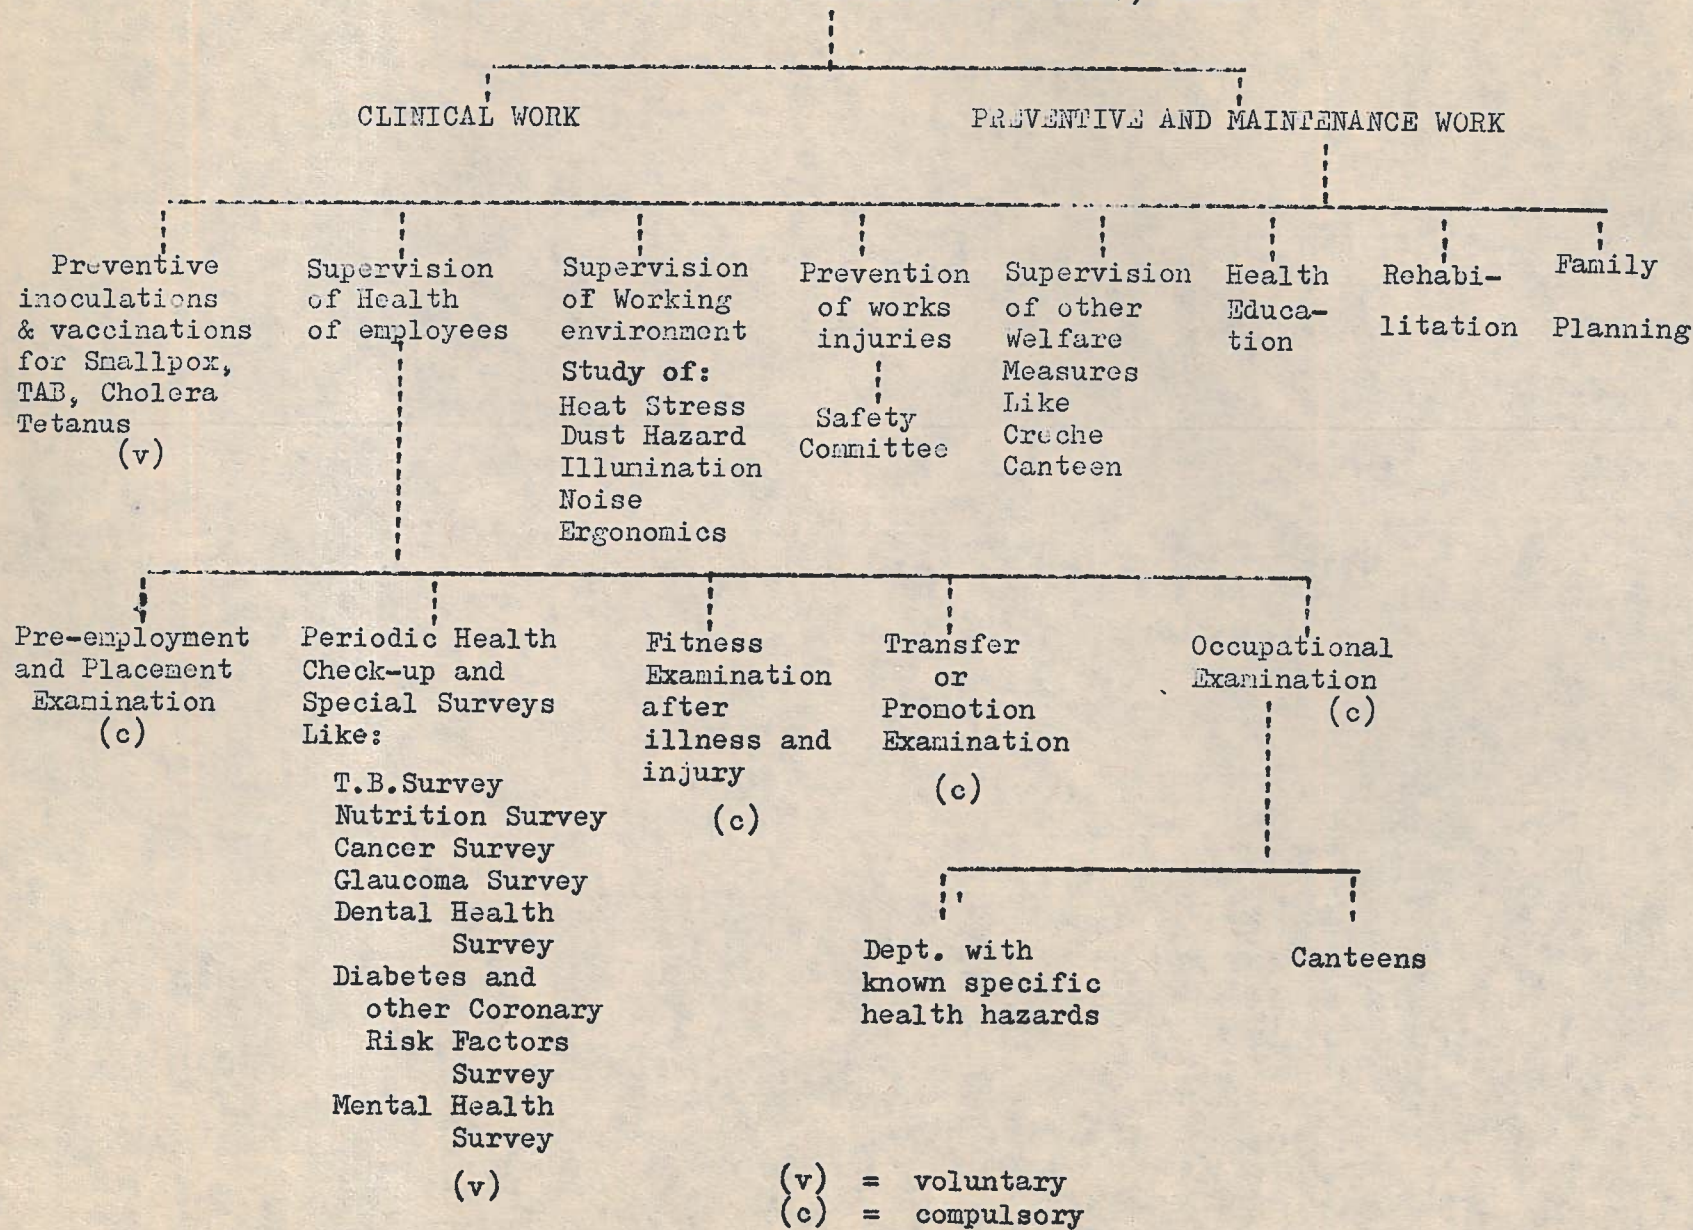 CLINICAL WORK
PREVENTIVE AND MAINTENANCE WORK
Preventive
inoculations
& vaccinations
for Smallpox,
TAB, Cholera
Tetanus
(v)
Supervision
of Health
of employees
Supervision
of Working
environment
Study of:
Heat Stress
Dust Hazard
Illumination
Noise
Ergonomics
Prevention
of works
injuries
Safety
Committee
Supervision
of other
Welfare
Measures
Like
Creche
Canteen
Health
Educa-
tion
Rehabi-
litation
Family
Planning
Pre-employment
and Placement
Examination
(c)
Periodic Health
Check-up and
Special Surveys
Like:
T.B.Survey
Nutrition Survey
Cancer Survey
Glaucoma Survey
Dental Health
Survey
Diabetes and
other Coronary
Risk Factors
Survey
Mental Health
Survey
(v)
Fitness
Examination
after
illness and
injury
(c)
Transfer
or
Promotion
Examination
(c)
Occupational
Examination
(c)
Dept. with
known specific
health hazards
Canteens
(v) = voluntary
(c) = compulsory